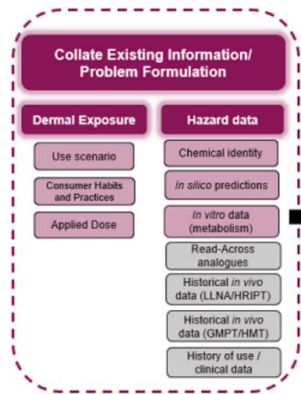 Collate Existing Information/
Problem Formulation
Dermal Exposure
Hazard data
Use scenario
Consumer Habits
and Practices
Applied Dose
Chemical identity
In silico predictions
In vitro data
(metabolism)
Read-Across
analogues
Historical in vivo
data (LLNA/HRIPT)
Historical in vivo
data (GMPT/HMT)
History of use /
clinical data